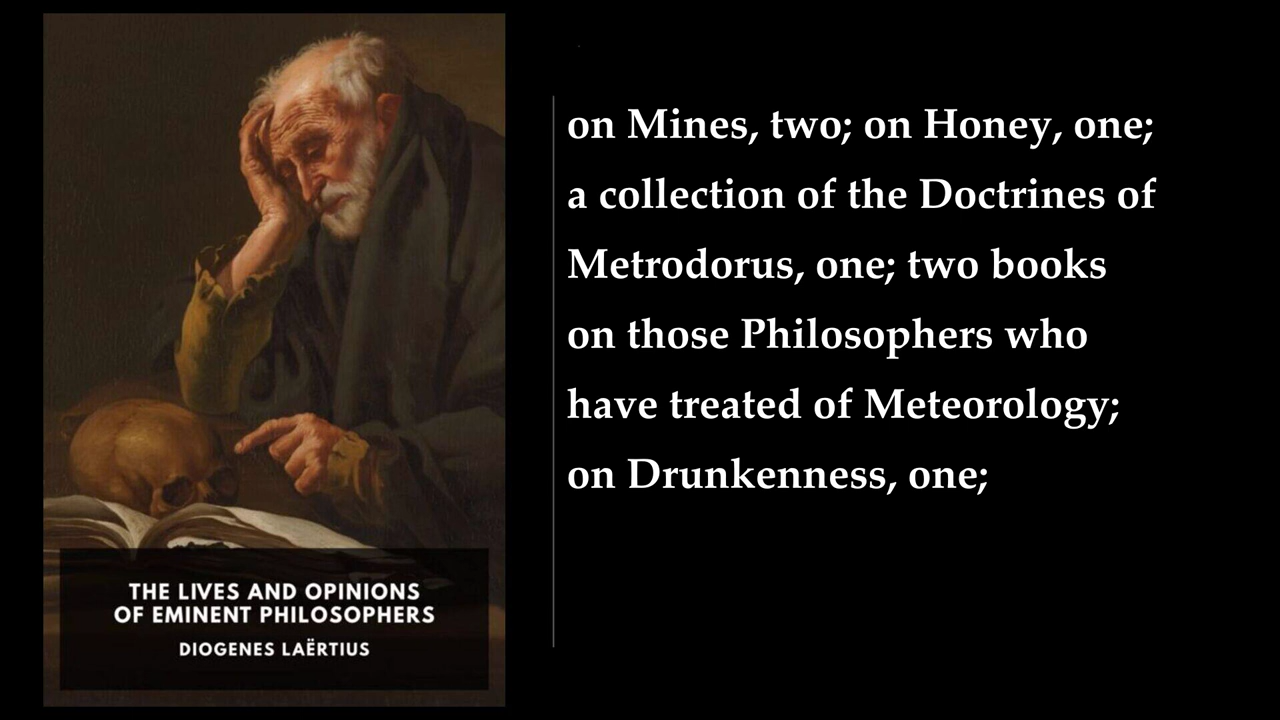 on Mines, two; on Honey, one;
a collection of the Doctrines of
Metrodorus, one; two books
on those Philosophers who
have treated of Meteorology;
on Drunkenness, one;
THE LIVES AND OPINIONS
OF EMINENT PHILOSOPHERS
DIOGENES LAËRTIUS